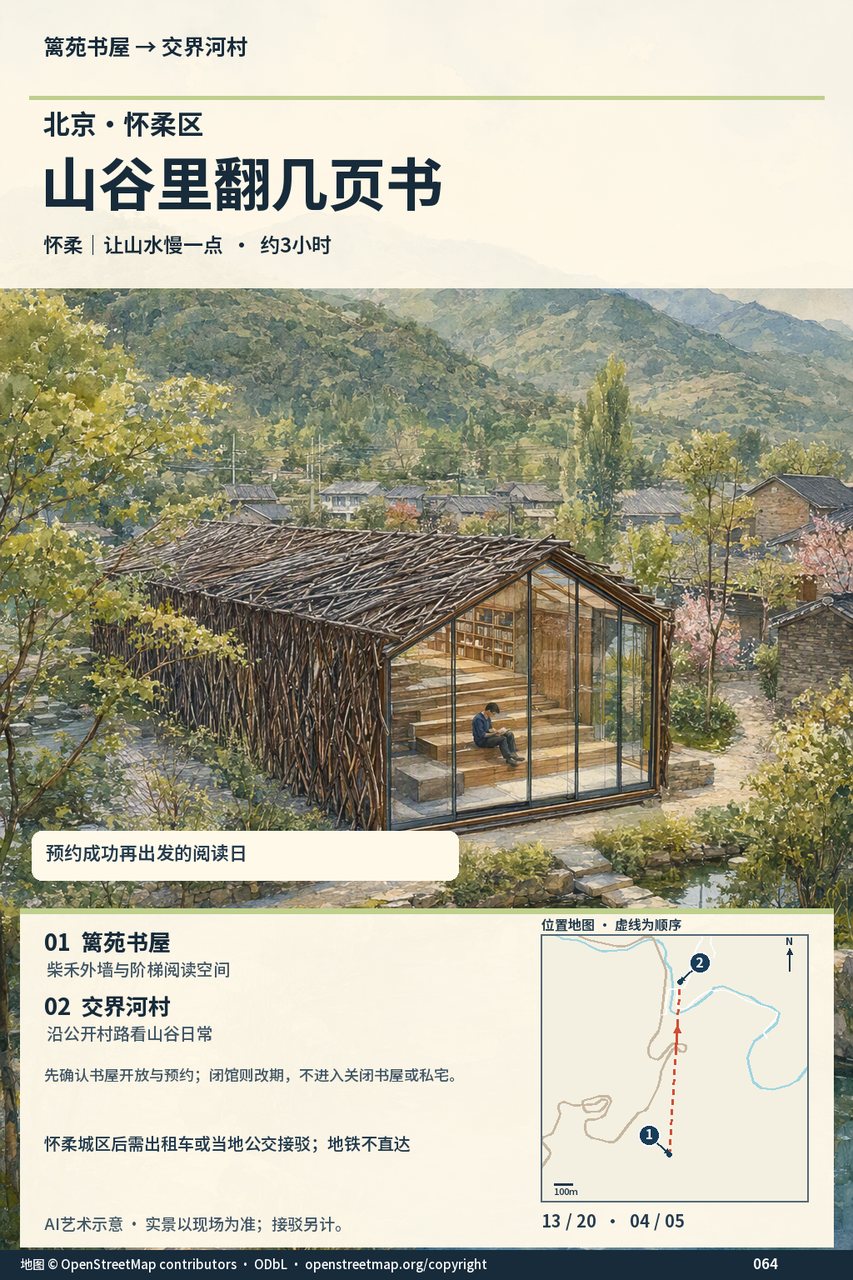 篱苑书屋 → 交界河村
北京·怀柔区
山谷里翻几页书
怀柔｜让山水慢一点 · 约3小时
预约成功再出发的阅读日
01 篱苑书屋
柴禾外墙与阶梯阅读空间
02 交界河村
沿公开村路看山谷日常
先确认书屋开放与预约；闭馆则改期，不进入关闭书屋或私宅。
怀柔城区后需出租车或当地公交接驳；地铁不直达
AI艺术示意·实景以现场为准；接驳另计。
位置地图·虚线为顺序
N
2
1
100m
13 / 20 · 04 / 05
地图 © OpenStreetMap contributors · ODbL · openstreetmap.org/copyright
064